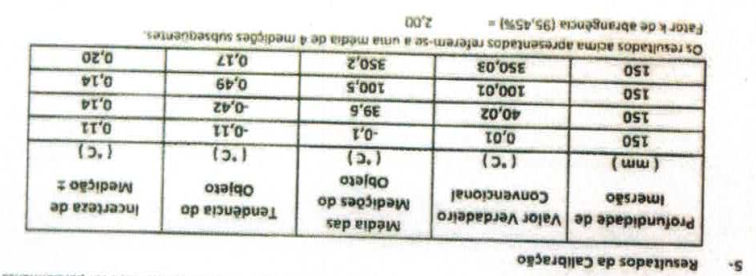 5- Resultados da Calibração
Profundidade de Imersão ( mm ) | Valor Verdadeiro Convencional ( °C ) | Média das Medições do Objeto ( °C ) | Tendência do Objeto ( °C ) | Incerteza de Medição ± ( °C )
150 | 0,01 | -0,1 | -0,11 | 0,11
150 | 40,02 | 39,6 | -0,42 | 0,14
150 | 100,01 | 100,5 | 0,49 | 0,14
150 | 350,03 | 350,2 | 0,17 | 0,20
Os resultados acima apresentados referem-se a uma média de 4 medições subseqüentes.
Fator k de abrangência (95,45%) = 2,00